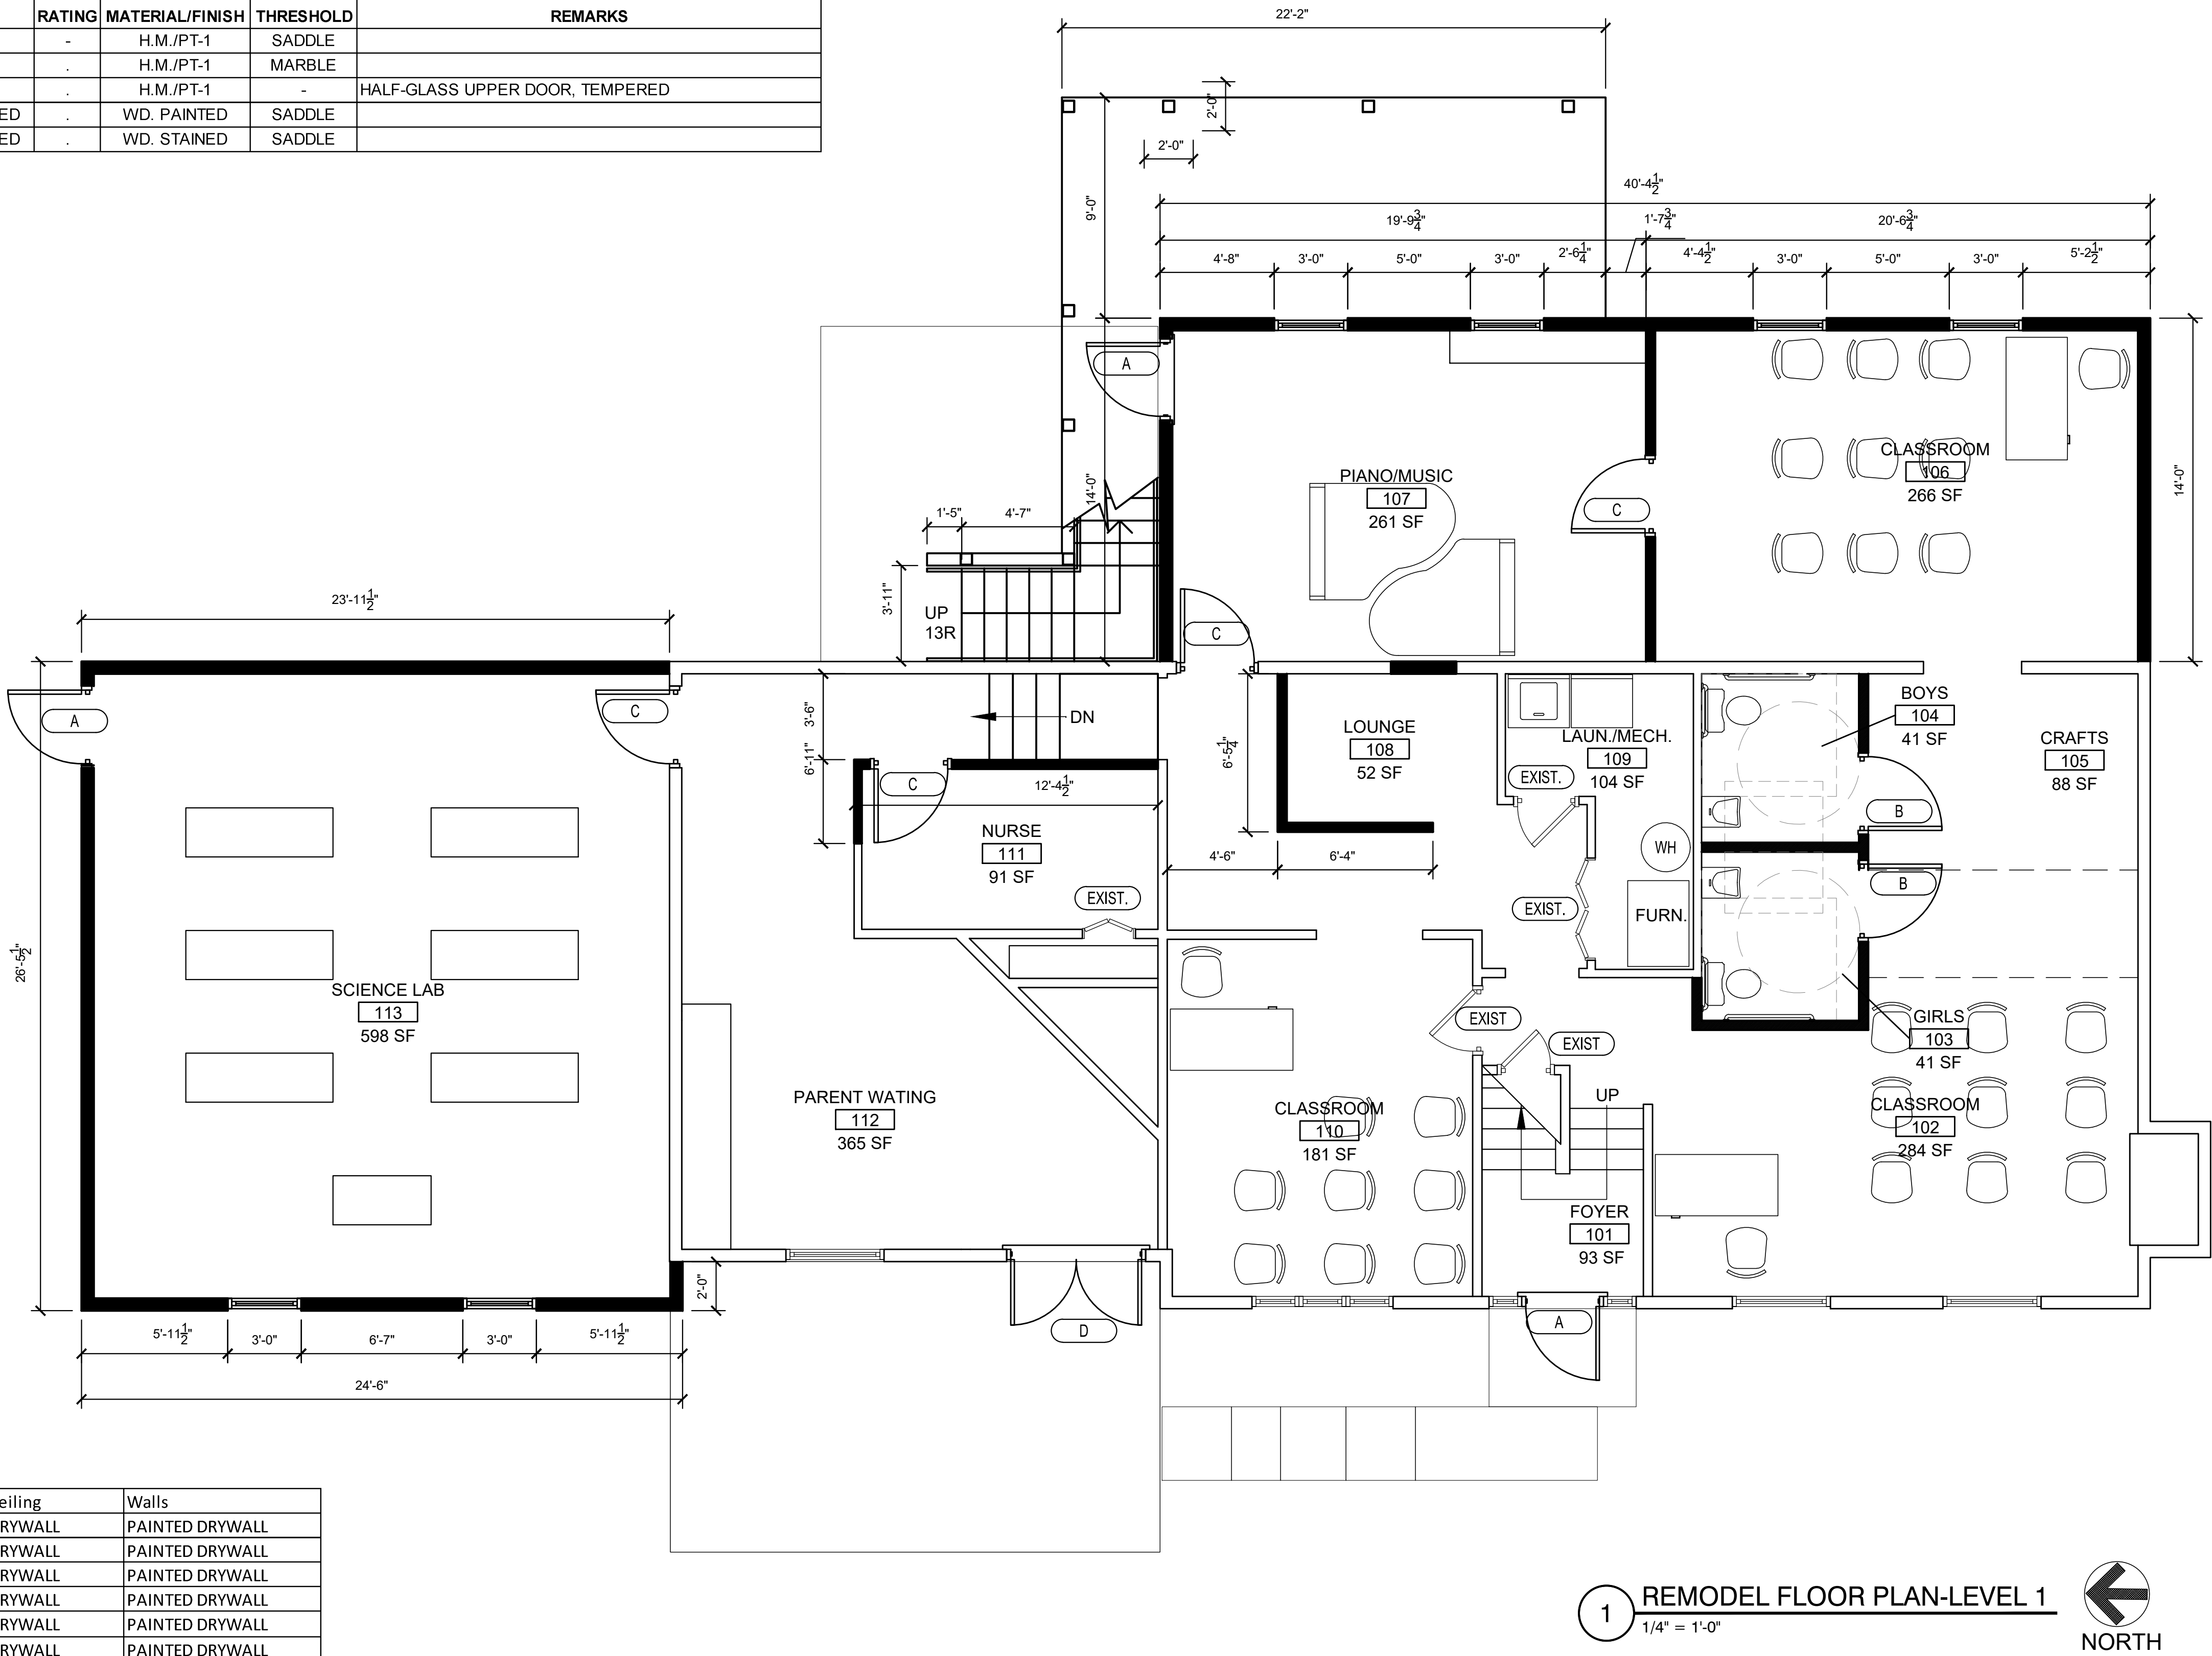 RATING MATERIAL/FINISH THRESHOLD REMARKS
- H.M./PT-1 SADDLE
. H.M./PT-1 MARBLE
. H.M./PT-1 - HALF-GLASS UPPER DOOR, TEMPERED
ED . WD. PAINTED SADDLE
ED . WD. STAINED SADDLE
22'-2"
2'-0"
2'-0"
9'-0"
40'-4 1/2"
19'-9 3/4"
1'-7 3/4"
20'-6 3/4"
4'-8"
3'-0"
5'-0"
3'-0"
2'-6 1/4"
4'-4 1/2"
3'-0"
5'-0"
3'-0"
5'-2 1/2"
14'-0"
14'-0"
A
PIANO/MUSIC
107
261 SF
C
CLASSROOM
106
266 SF
1'-5"
4'-7"
3'-11"
UP
13R
C
23'-11 1/2"
26'-5 1/2"
A
C
3'-6"
6'-11"
DN
C
12'-4 1/2"
NURSE
111
91 SF
EXIST.
6'-5 1/4"
LOUNGE
108
52 SF
4'-6"
6'-4"
LAUN./MECH.
109
104 SF
EXIST.
WH
EXIST.
FURN.
BOYS
104
41 SF
CRAFTS
105
88 SF
B
B
SCIENCE LAB
113
598 SF
PARENT WATING
112
365 SF
EXIST
EXIST
GIRLS
103
41 SF
CLASSROOM
110
181 SF
UP
CLASSROOM
102
284 SF
FOYER
101
93 SF
2'-0"
D
A
5'-11 1/2"
3'-0"
6'-7"
3'-0"
5'-11 1/2"
24'-6"
eiling Walls
RYWALL PAINTED DRYWALL
RYWALL PAINTED DRYWALL
RYWALL PAINTED DRYWALL
RYWALL PAINTED DRYWALL
RYWALL PAINTED DRYWALL
RYWALL PAINTED DRYWALL
1
REMODEL FLOOR PLAN-LEVEL 1
1/4" = 1'-0"
NORTH